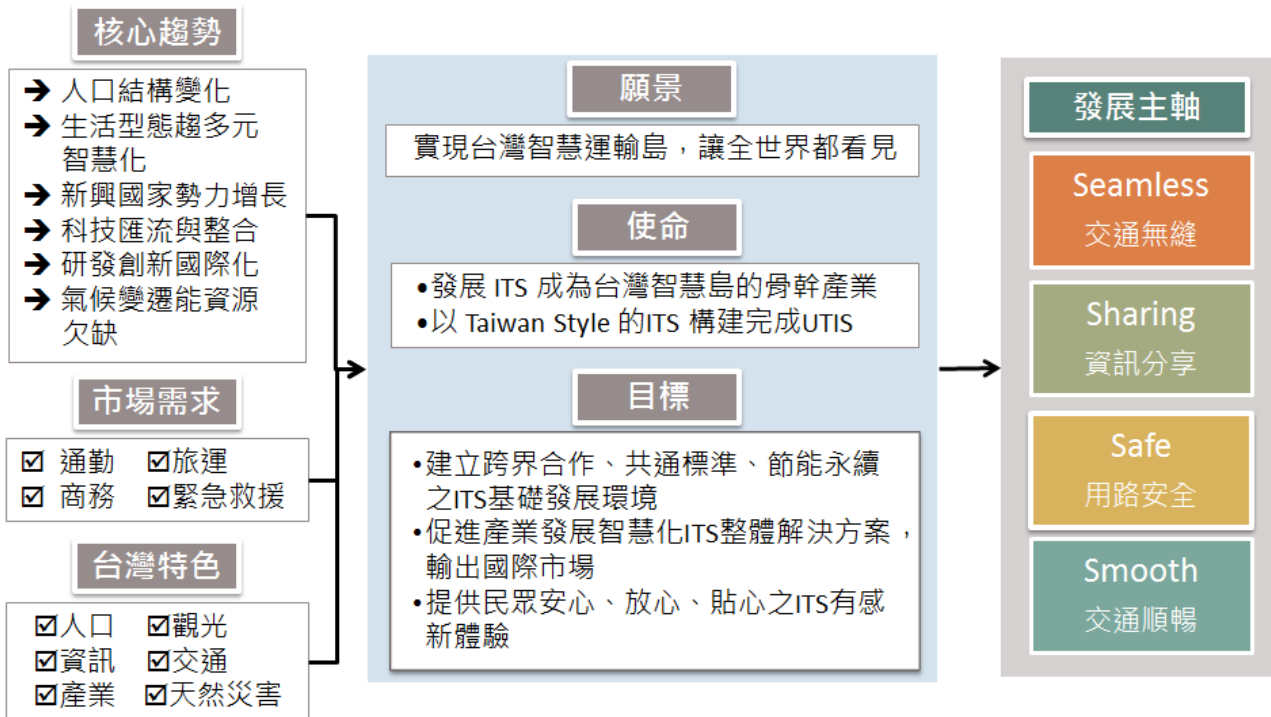 核心趨勢
➔ 人口結構變化
➔ 生活型態趨多元
智慧化
➔ 新興國家勢力增長
➔ 科技匯流與整合
➔ 研發創新國際化
➔ 氣候變遷能資源
欠缺
市場需求
☑ 通勤 ☑旅運
☑ 商務 ☑緊急救援
台灣特色
☑人口 ☑觀光
☑資訊 ☑交通
☑產業 ☑天然災害
願景
實現台灣智慧運輸島，讓全世界都看見
使命
•發展 ITS 成為台灣智慧島的骨幹產業
•以 Taiwan Style 的ITS 構建完成UTIS
目標
•建立跨界合作、共通標準、節能永續
之ITS基礎發展環境
•促進產業發展智慧化ITS整體解決方案，
輸出國際市場
•提供民眾安心、放心、貼心之ITS有感
新體驗
發展主軸
Seamless
交通無縫
Sharing
資訊分享
Safe
用路安全
Smooth
交通順暢